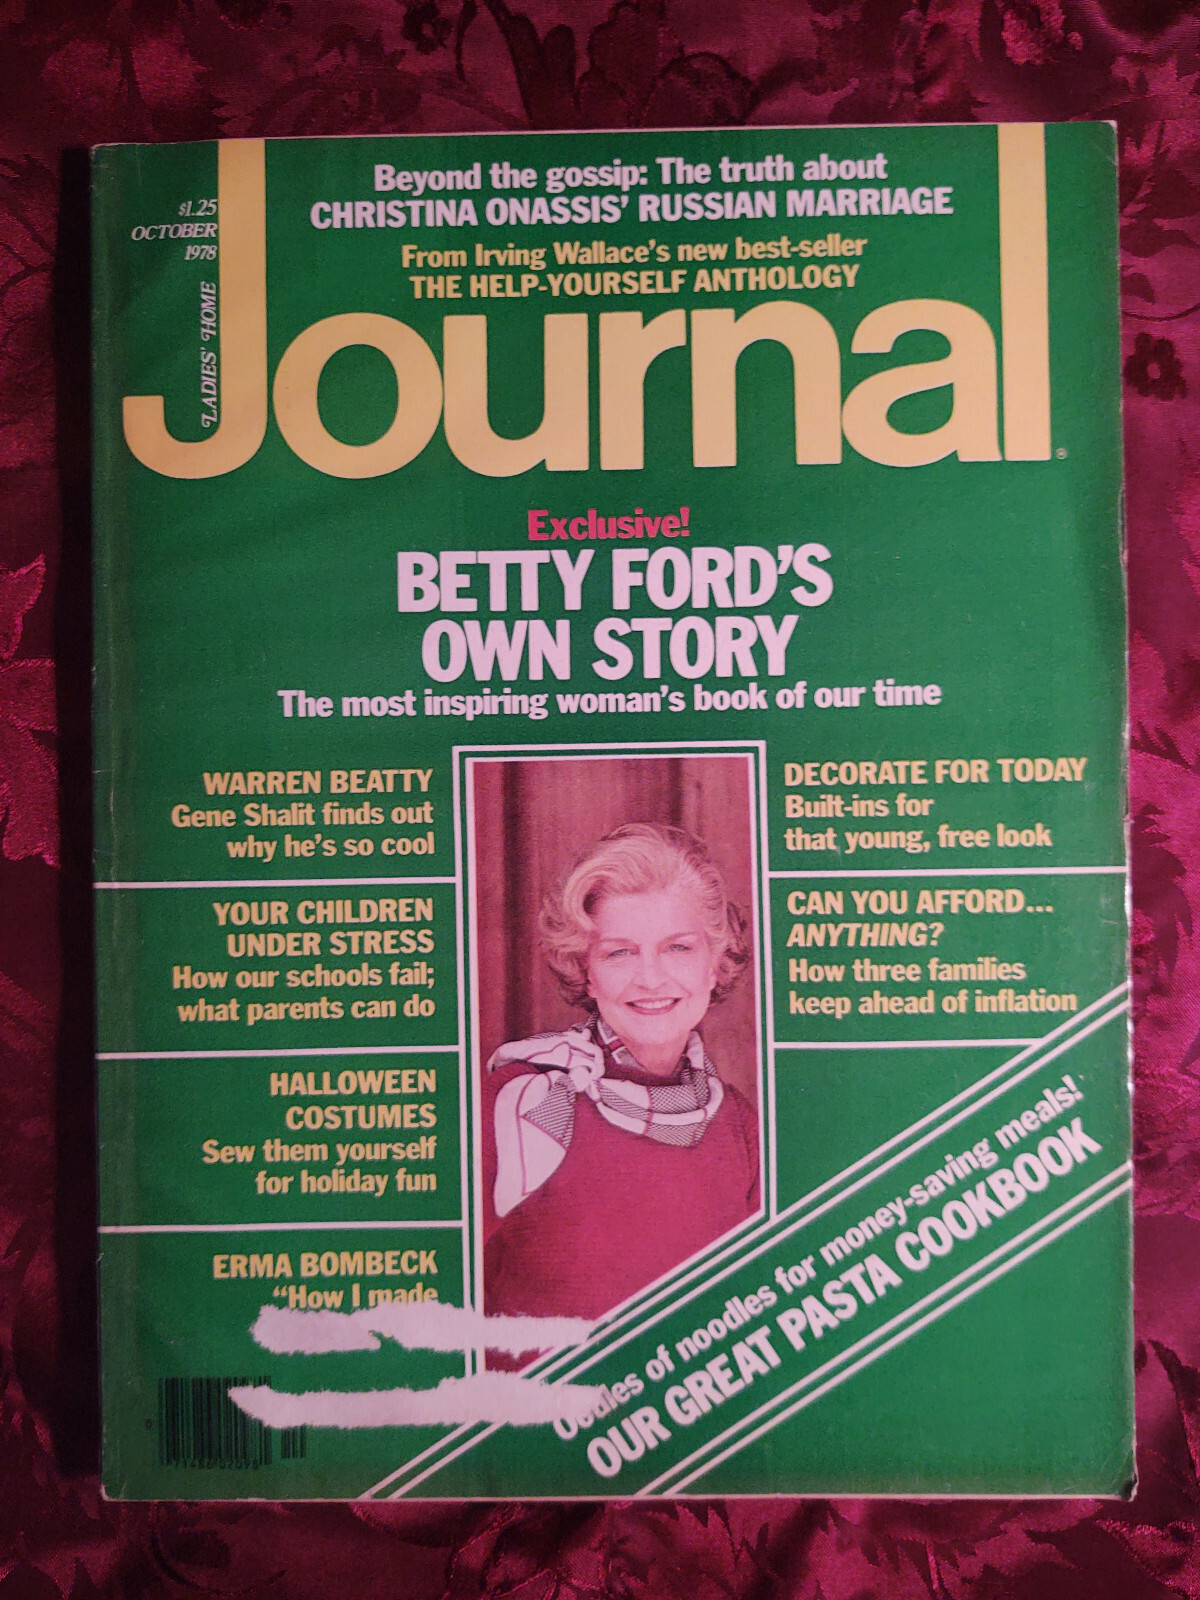 Beyond the gossip: The truth about
CHRISTINA ONASSIS' RUSSIAN MARRIAGE
$1.25
OCTOBER
1978
From Irving Wallace's new best-seller
THE HELP-YOURSELF ANTHOLOGY
LADIES' HOME
Journal
Exclusive!
BETTY FORD'S
OWN STORY
The most inspiring woman's book of our time
WARREN BEATTY
Gene Shalit finds out
why he's so cool
YOUR CHILDREN
UNDER STRESS
How our schools fail;
what parents can do
HALLOWEEN
COSTUMES
Sew them yourself
for holiday fun
ERMA BOMBECK
"How I made
DECORATE FOR TODAY
Built-ins for
that young, free look
CAN YOU AFFORD...
ANYTHING?
How three families
keep ahead of inflation
of noodles for money-saving meals!
OUR GREAT PASTA COOKBOOK